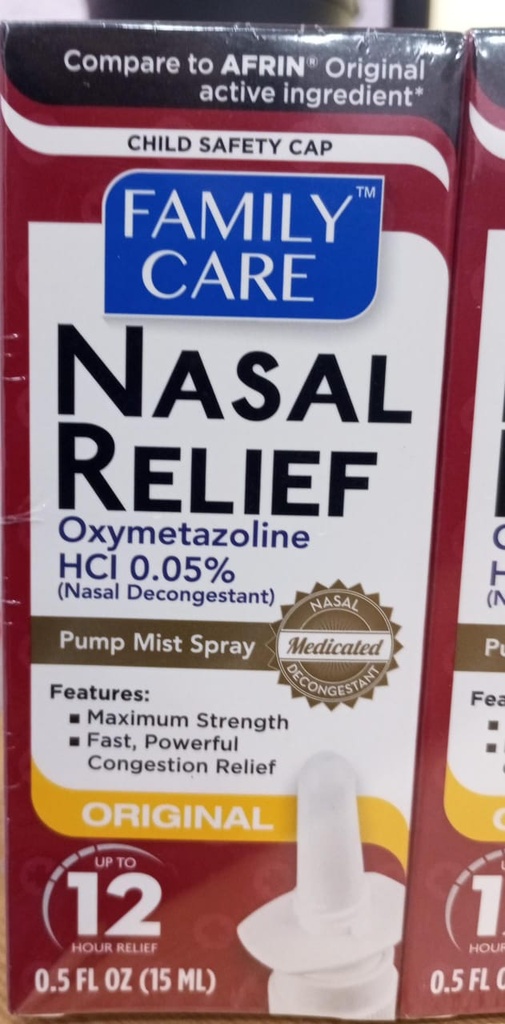 Compare to AFRIN® Original
active ingredient*
CHILD SAFETY CAP
FAMILY™
CARE
NASAL
RELIEF
Oxymetazoline
HCl 0.05%
(Nasal Decongestant)
Pump Mist Spray
NASAL
Medicated
DECONGESTANT
Features:
▪ Maximum Strength
▪ Fast, Powerful
Congestion Relief
ORIGINAL
UP TO
12
HOUR RELIEF
0.5 FL OZ (15 ML)
0.5 FL